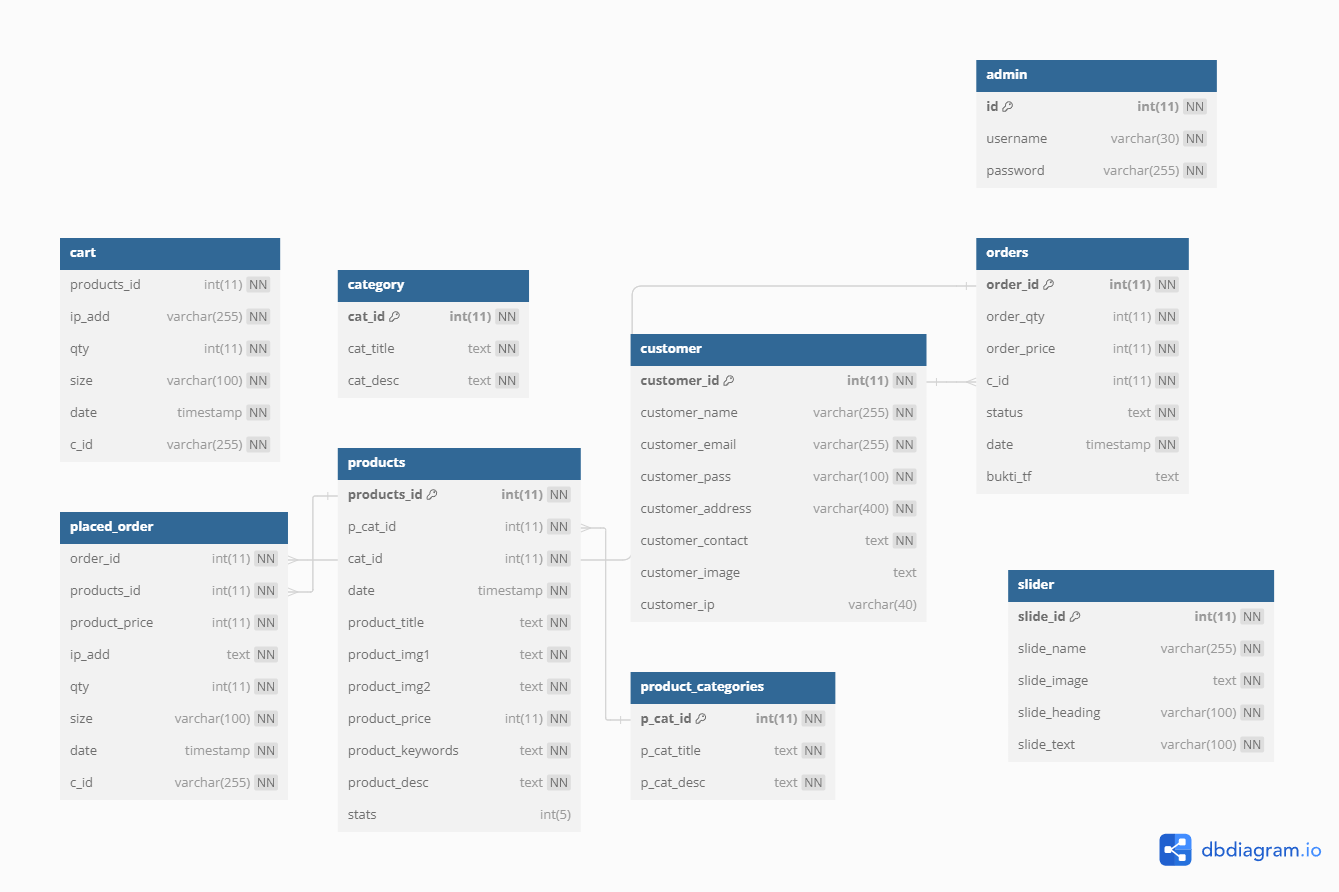 admin
id int(11) NN
username varchar(30) NN
password varchar(255) NN
cart
products_id int(11) NN
ip_add varchar(255) NN
qty int(11) NN
size varchar(100) NN
date timestamp NN
c_id varchar(255) NN
category
cat_id int(11) NN
cat_title text NN
cat_desc text NN
customer
customer_id int(11) NN
customer_name varchar(255) NN
customer_email varchar(255) NN
customer_pass varchar(100) NN
customer_address varchar(400) NN
customer_contact text NN
customer_image text
customer_ip varchar(40)
orders
order_id int(11) NN
order_qty int(11) NN
order_price int(11) NN
c_id int(11) NN
status text NN
date timestamp NN
bukti_tf text
placed_order
order_id int(11) NN
products_id int(11) NN
product_price int(11) NN
ip_add text NN
qty int(11) NN
size varchar(100) NN
date timestamp NN
c_id varchar(255) NN
products
products_id int(11) NN
p_cat_id int(11) NN
cat_id int(11) NN
date timestamp NN
product_title text NN
product_img1 text NN
product_img2 text NN
product_price int(11) NN
product_keywords text NN
product_desc text NN
stats int(5)
product_categories
p_cat_id int(11) NN
p_cat_title text NN
p_cat_desc text NN
slider
slide_id int(11) NN
slide_name varchar(255) NN
slide_image text NN
slide_heading varchar(100) NN
slide_text varchar(100) NN
dbdiagram.io